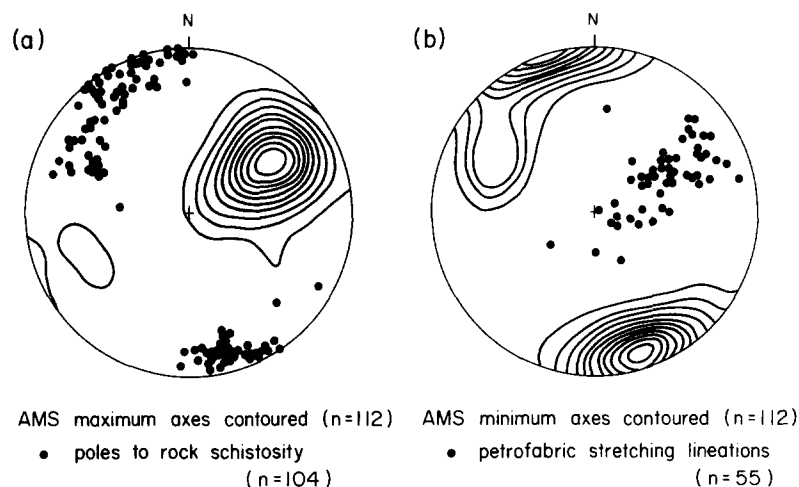 (a)
N
(b)
N
AMS maximum axes contoured (n=112)
• poles to rock schistosity
(n=104)
AMS minimum axes contoured (n=112)
• petrofabric stretching lineations
(n=55)